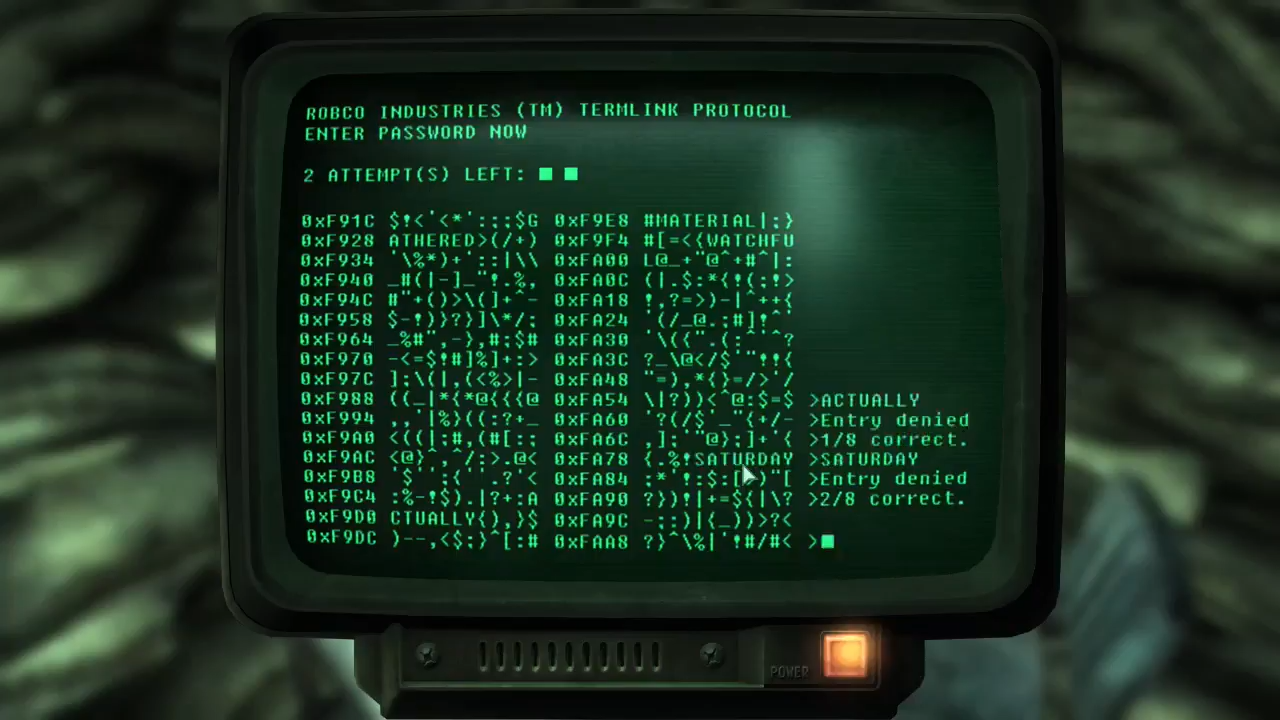 ROBCO INDUSTRIES (TM) TERMLINK PROTOCOL
ENTER PASSWORD NOW
2 ATTEMPT(S) LEFT: ■ ■
0xF91C $!<'<*':;;$G 0xF9E8 #MATERIAL|;}
0xF928 ATHERED>(/+) 0xF9F4 #[=<{WATCHFU
0xF934 '\%*)+'::|\\ 0xFA00 L@_+"@^+#^|:
0xF940 _#(|-]_"!.%, 0xFA0C (|.$:*{!(;!>
0xF94C #"+()>\(]+^- 0xFA18 !,?=>)-|^++{
0xF958 $-!)}?}]\*/; 0xFA24 '(/_@.;#]!^'
0xF964 _%#",-},#;$# 0xFA30 '\({".(:^'^?
0xF970 -<=$!#]%]+:> 0xFA3C ?_\@</$'"!!{
0xF97C ];\(|,(<%>|- 0xFA48 "=),*{}=/>'/
0xF988 ((_|*{*@{{{@ 0xFA54 \|?))<^@:$=$ >ACTUALLY
0xF994 ,,'|%}((:?+_ 0xFA60 '?(/$'_"{+/- >Entry denied
0xF9A0 <(((|:#,(#[:; 0xFA6C ,];'"@};]+'{ >1/8 correct.
0xF9AC <@}^,^/:>.@< 0xFA78 {.%!SATURDAY >SATURDAY
0xF9B8 '$'';{''.?'< 0xFA84 :*'!:$:[ )"[ >Entry denied
0xF9C4 :%-!$).|?+:A 0xFA90 ?})!|+=${|\? >2/8 correct.
0xF9D0 CTUALLY{),}$ 0xFA9C -;:)|{_))>?<
0xF9DC )--,<$;}^[:# 0xFAA8 ?}^\%|'!#/#< >■
POWER